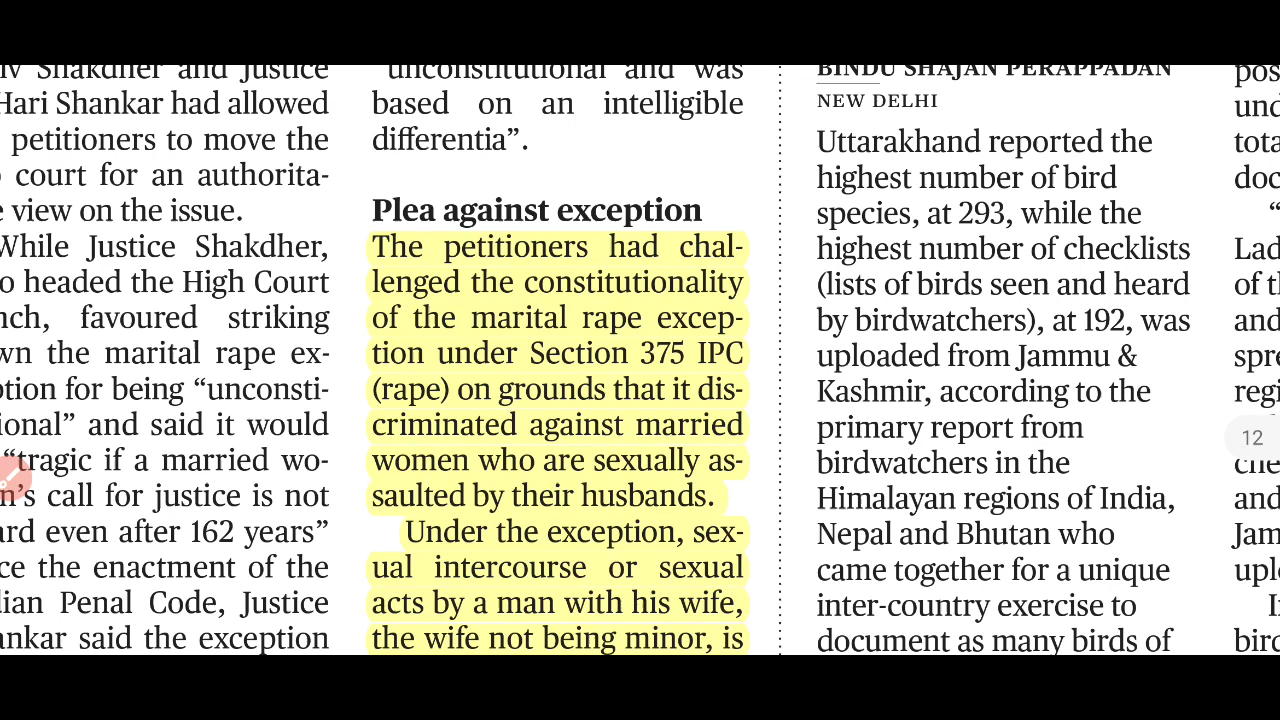 Shakdher and Justice
Hari Shankar had allowed
petitioners to move the
court for an authorita-
view on the issue.
While Justice Shakdher,
headed the High Court
favoured striking
the marital rape ex-
for being “unconsti-
and said it would
“tragic if a married wo-
call for justice is not
even after 162 years”
the enactment of the
Penal Code, Justice
said the exception
unconstitutional and was
based on an intelligible
differentia”.
Plea against exception
The petitioners had chal-
lenged the constitutionality
of the marital rape excep-
tion under Section 375 IPC
(rape) on grounds that it dis-
criminated against married
women who are sexually as-
saulted by their husbands.
Under the exception, sex-
ual intercourse or sexual
acts by a man with his wife,
the wife not being minor, is
BINDU SHAJAN PERAPPADAN
NEW DELHI
Uttarakhand reported the
highest number of bird
species, at 293, while the
highest number of checklists
(lists of birds seen and heard
by birdwatchers), at 192, was
uploaded from Jammu &
Kashmir, according to the
primary report from
birdwatchers in the
Himalayan regions of India,
Nepal and Bhutan who
came together for a unique
inter-country exercise to
document as many birds of
of
and
12
and